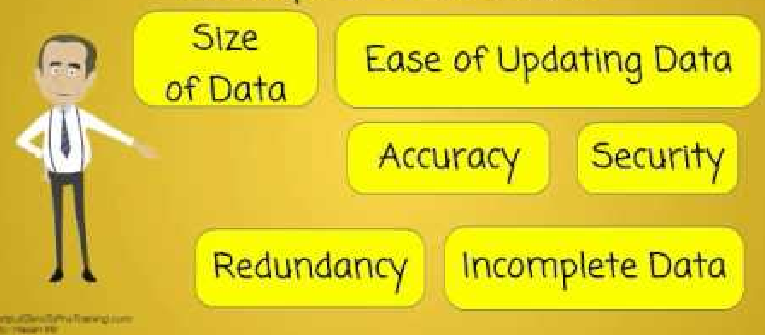 Size
of Data
Ease of Updating Data
Accuracy
Security
Redundancy
Incomplete Data